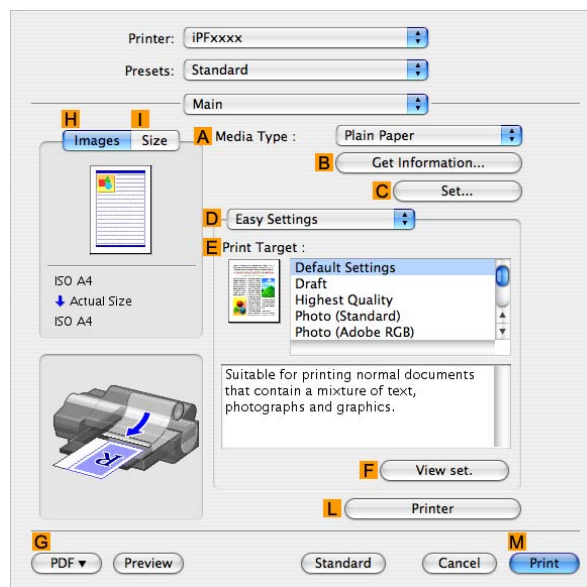 Printer: iPFxxxx
Presets: Standard
Main
H I
Images Size
A Media Type : Plain Paper
B Get Information...
C Set...
D Easy Settings
E Print Target :
Default Settings
Draft
Highest Quality
Photo (Standard)
Photo (Adobe RGB)
ISO A4
Actual Size
ISO A4
Suitable for printing normal documents
that contain a mixture of text,
photographs and graphics.
R
F View set.
L Printer
G M
PDF Preview Standard Cancel Print